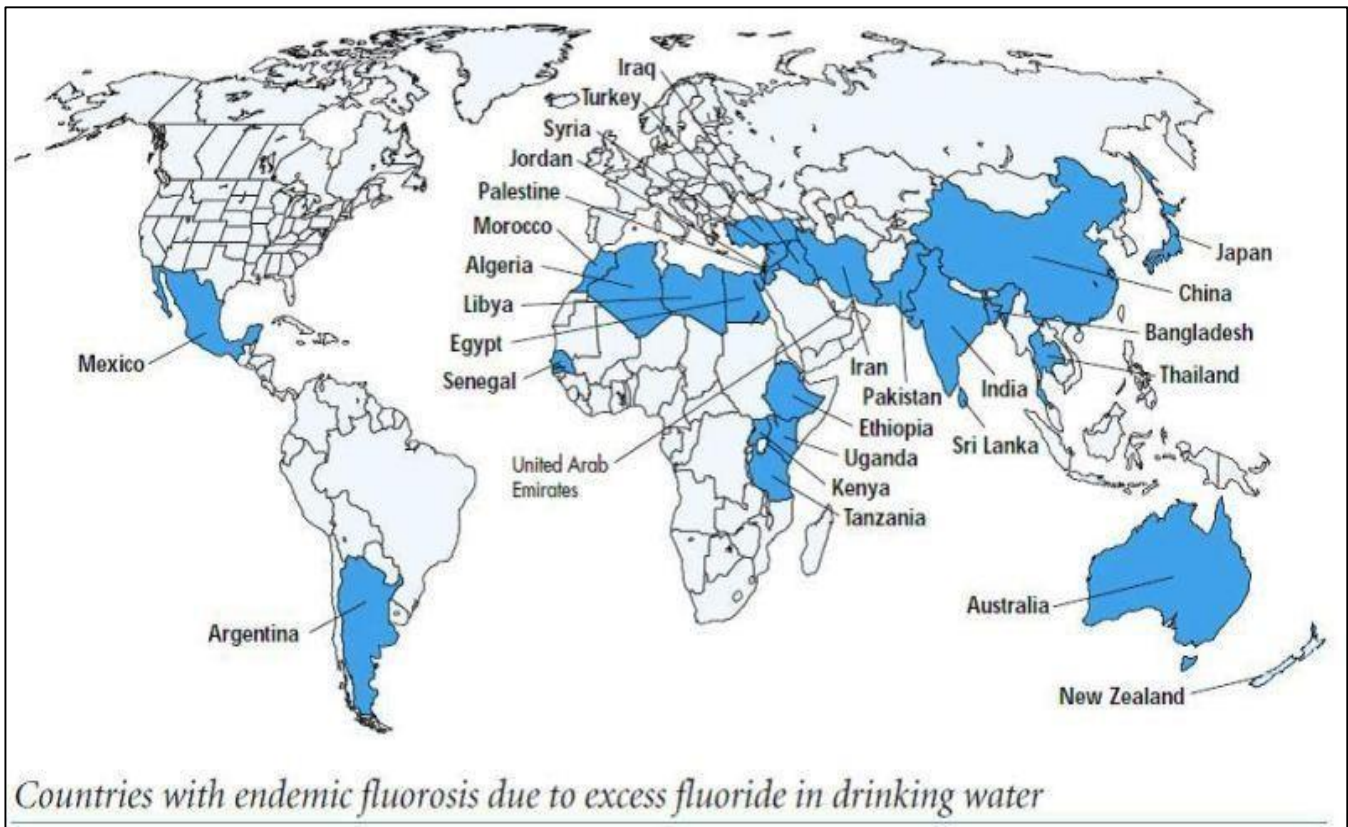 Iraq
Turkey
Syria
Jordan
Palestine
Morocco
Algeria
Libya
Egypt
Senegal
Mexico
Argentina
United Arab
Emirates
Iran
Pakistan
India
Ethiopia
Sri Lanka
Uganda
Kenya
Tanzania
Japan
China
Bangladesh
Thailand
Australia
New Zealand
Countries with endemic fluorosis due to excess fluoride in drinking water